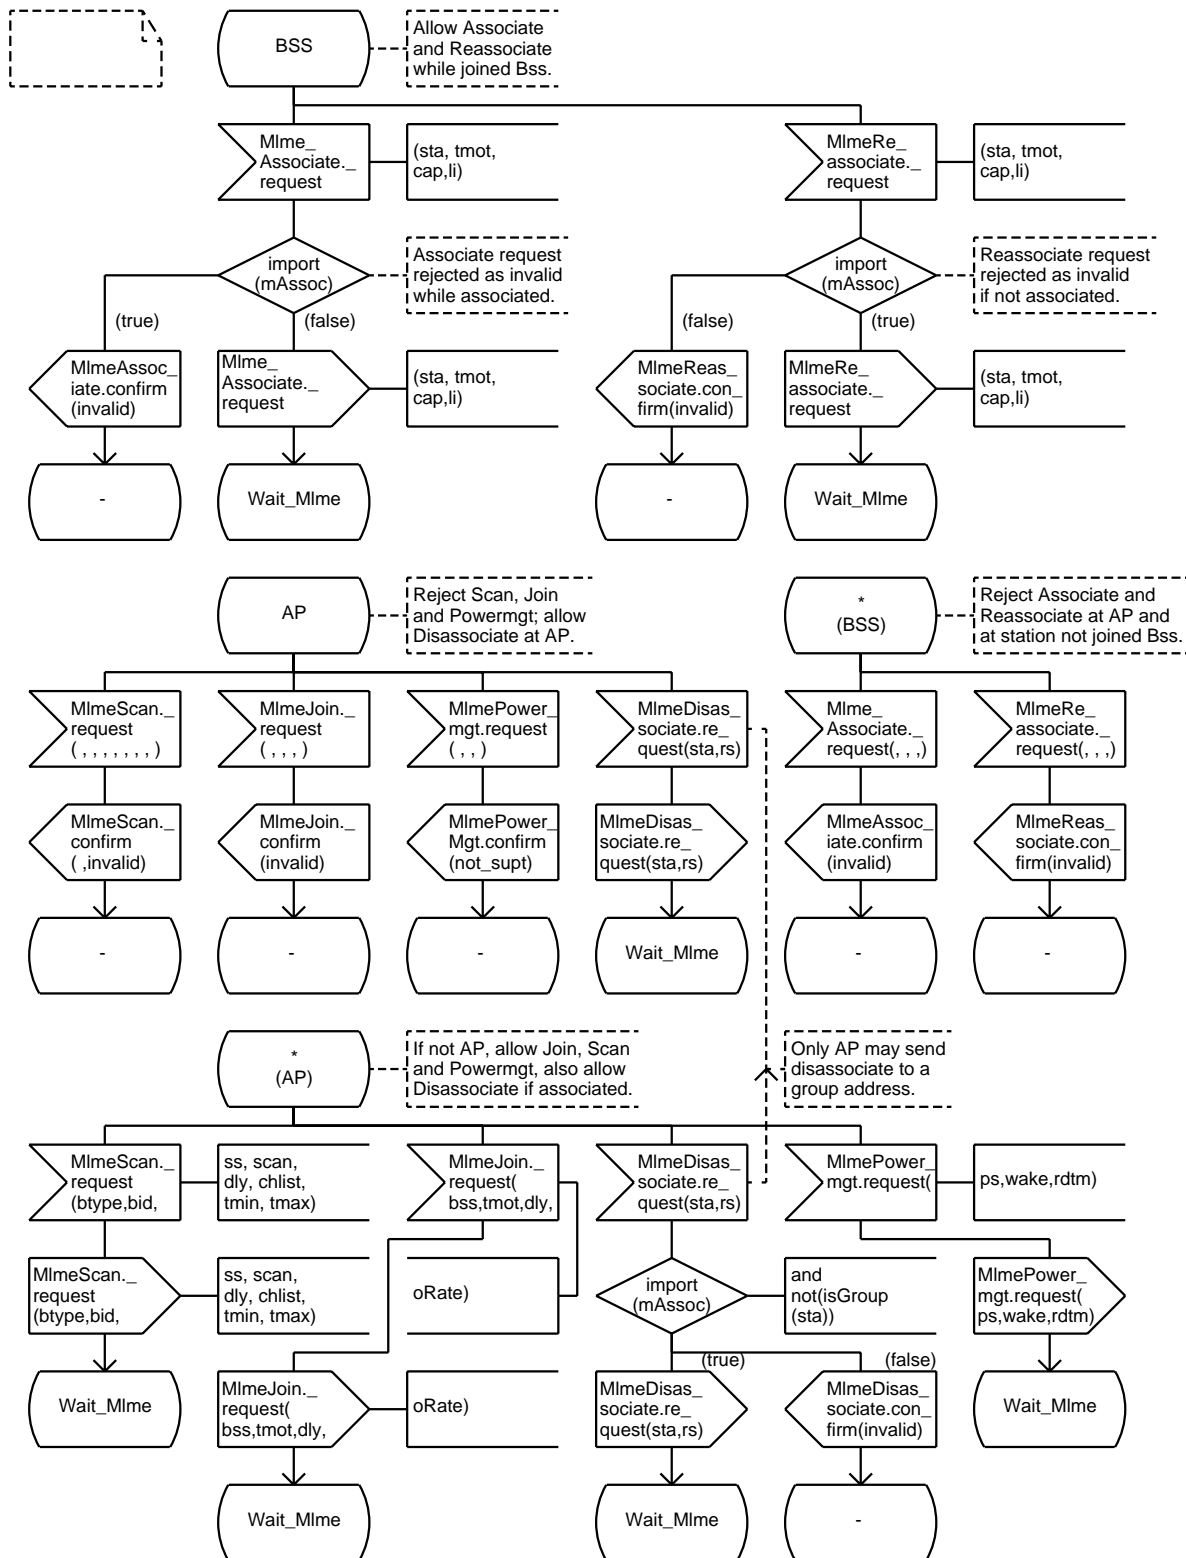 BSS
Allow Associate
and Reassociate
while joined Bss.
Mlme_
Associate._
request
(sta, tmot,
cap,li)
MlmeRe_
associate._
request
(sta, tmot,
cap,li)
import
(mAssoc)
Associate request
rejected as invalid
while associated.
import
(mAssoc)
Reassociate request
rejected as invalid
if not associated.
(true)
(false)
(false)
(true)
MlmeAssoc_
iate.confirm
(invalid)
Mlme_
Associate._
request
(sta, tmot,
cap,li)
MlmeReas_
sociate.con_
firm(invalid)
MlmeRe_
associate._
request
(sta, tmot,
cap,li)
-
Wait_Mlme
-
Wait_Mlme
AP
Reject Scan, Join
and Powermgt; allow
Disassociate at AP.
*
(BSS)
Reject Associate and
Reassociate at AP and
at station not joined Bss.
MlmeScan._
request
( , , , , , , , )
MlmeJoin._
request
( , , , )
MlmePower_
mgt.request
( , , )
MlmeDisas_
sociate.re_
quest(sta,rs)
Mlme_
Associate._
request(, , ,)
MlmeRe_
associate._
request(, , ,)
MlmeScan._
confirm
( ,invalid)
MlmeJoin._
confirm
(invalid)
MlmePower_
Mgt.confirm
(not_supt)
MlmeDisas_
sociate.re_
quest(sta,rs)
MlmeAssoc_
iate.confirm
(invalid)
MlmeReas_
sociate.con_
firm(invalid)
-
-
-
Wait_Mlme
-
-
*
(AP)
If not AP, allow Join, Scan
and Powermgt, also allow
Disassociate if associated.
Only AP may send
disassociate to a
group address.
MlmeScan._
request
(btype,bid,
ss, scan,
dly, chlist,
tmin, tmax)
MlmeJoin._
request(
bss,tmot,dly,
MlmeDisas_
sociate.re_
quest(sta,rs)
MlmePower_
mgt.request(
ps,wake,rdtm)
MlmeScan._
request
(btype,bid,
ss, scan,
dly, chlist,
tmin, tmax)
oRate)
import
(mAssoc)
and
not(isGroup
(sta))
MlmePower_
mgt.request(
ps,wake,rdtm)
(true)
(false)
Wait_Mlme
MlmeJoin._
request(
bss,tmot,dly,
oRate)
MlmeDisas_
sociate.re_
quest(sta,rs)
MlmeDisas_
sociate.con_
firm(invalid)
Wait_Mlme
Wait_Mlme
Wait_Mlme
-